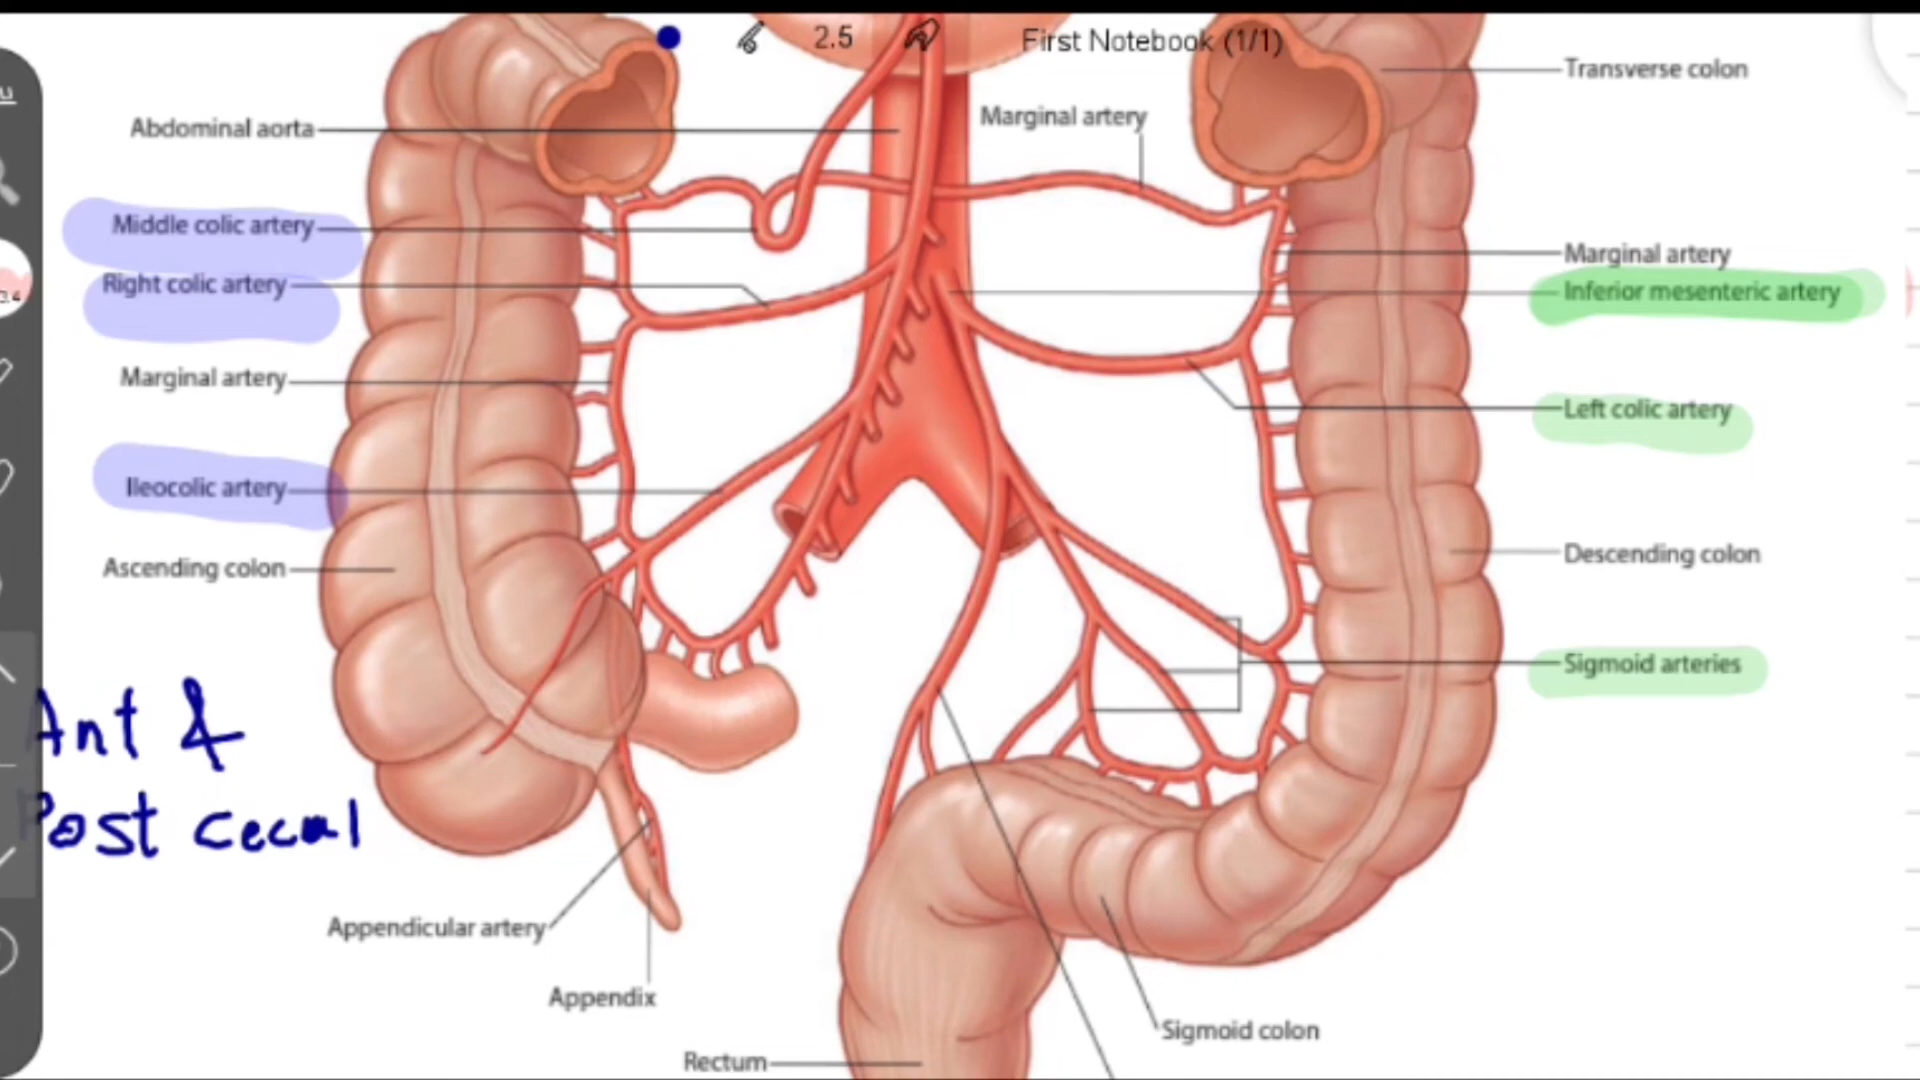 2.5
First Notebook (1/1)
Transverse colon
Abdominal aorta
Marginal artery
Middle colic artery
Marginal artery
Right colic artery
Inferior mesenteric artery
Marginal artery
Left colic artery
Ileocolic artery
Ascending colon
Descending colon
Sigmoid arteries
Ant &
Post cecal
Appendicular artery
Appendix
Sigmoid colon
Rectum